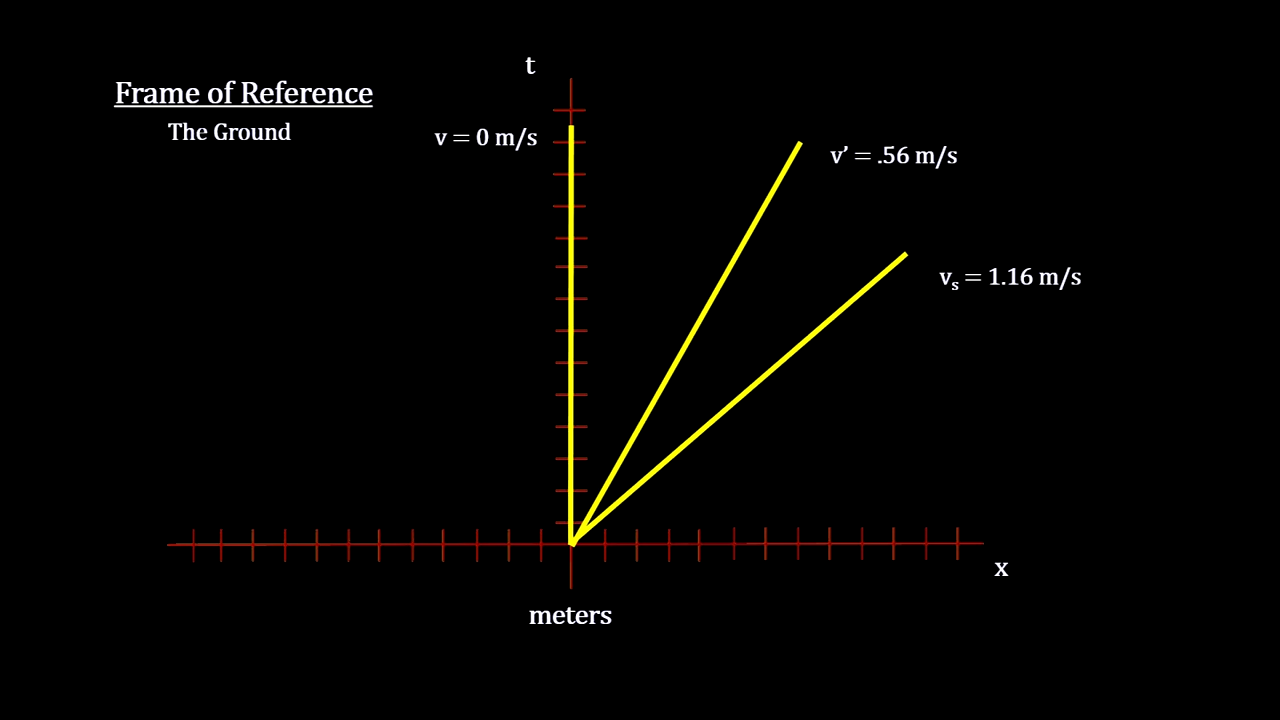 t
Frame of Reference
The Ground
v = 0 m/s
v’ = .56 m/s
vₛ = 1.16 m/s
x
meters